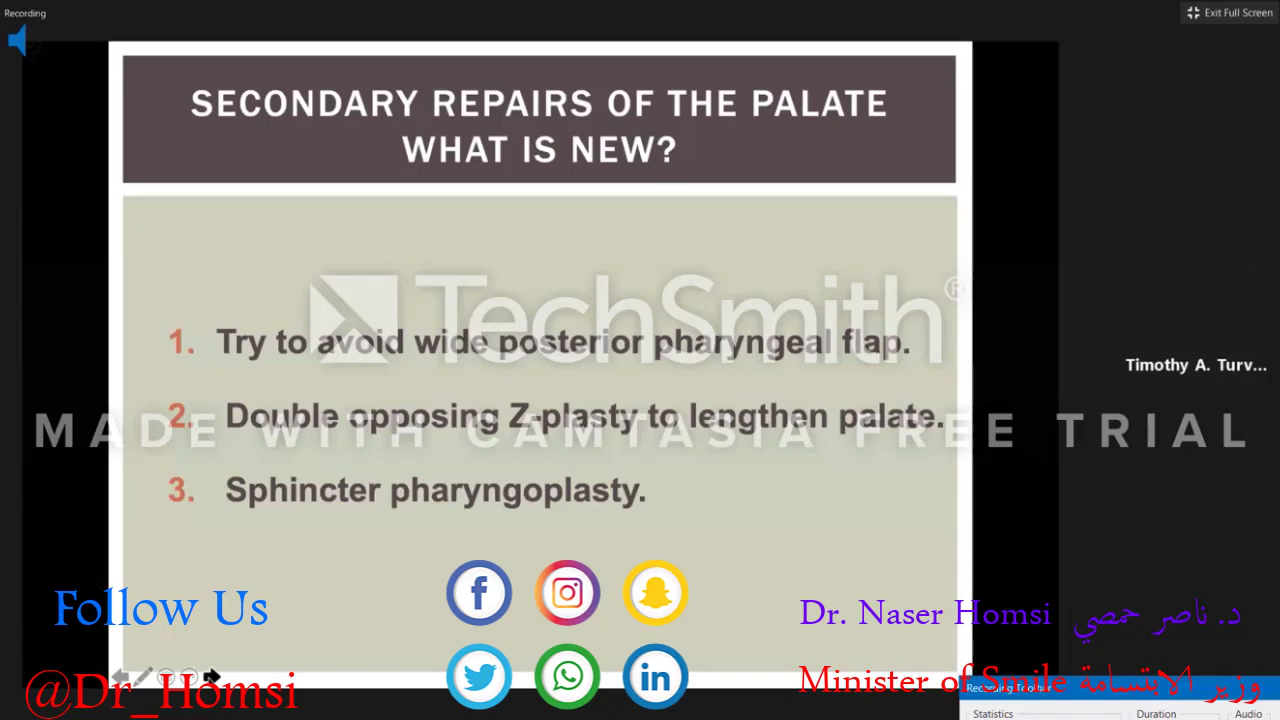 Recording
Exit Full Screen
SECONDARY REPAIRS OF THE PALATE
WHAT IS NEW?
TechSmith®
1. Try to avoid wide posterior pharyngeal flap.
Timothy A. Turv...
2. Double opposing Z-plasty to lengthen palate.
MADE WITH CAMTASIA FREE TRIAL
3. Sphincter pharyngoplasty.
Follow Us
Dr. Naser Homsi د. ناصر حمصي
@Dr_Homsi
Minister of Smile وزير الابتسامة
Recording Toolbar
Statistics Duration Audio